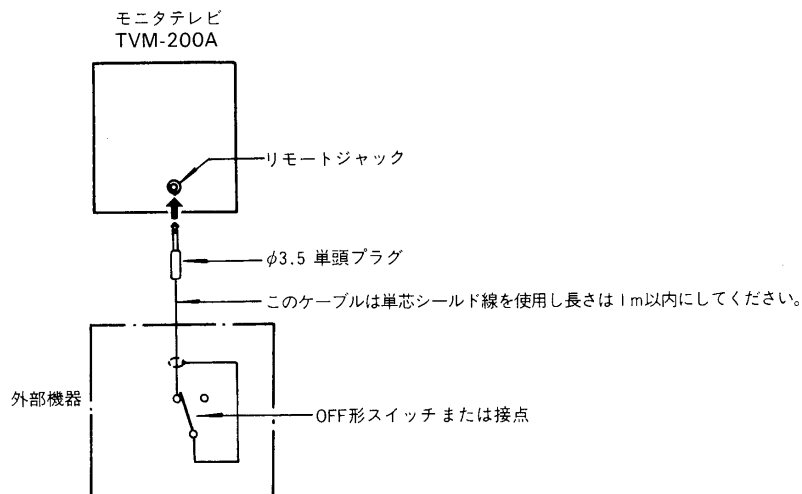 モニタテレビ
TVM-200A
リモートジャック
φ3.5 単頭プラグ
このケーブルは単芯シールド線を使用し長さは1m以内にしてください。
外部機器
OFF形スイッチまたは接点